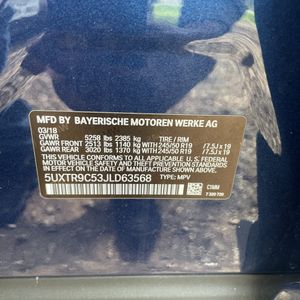 MFD BY BAYERISCHE MOTOREN WERKE AG
03/18
GVWR 5258 lbs 2385 kg TIRE / RIM
GAWR FRONT 2513 lbs 1140 kg 245/50 R19 /7.5J x 19
GAWR REAR 3020 lbs 1370 kg 245/50 R19 /7.5J x 19
THIS VEHICLE CONFORMS TO ALL APPLICABLE U.S. FEDERAL
MOTOR VEHICLE SAFETY AND THEFT PREVENTION STANDARDS
IN EFFECT ON THE DATE OF MANUFACTURE SHOWN ABOVE.
5UXTR9C53JLD63568 TYPE: MPV